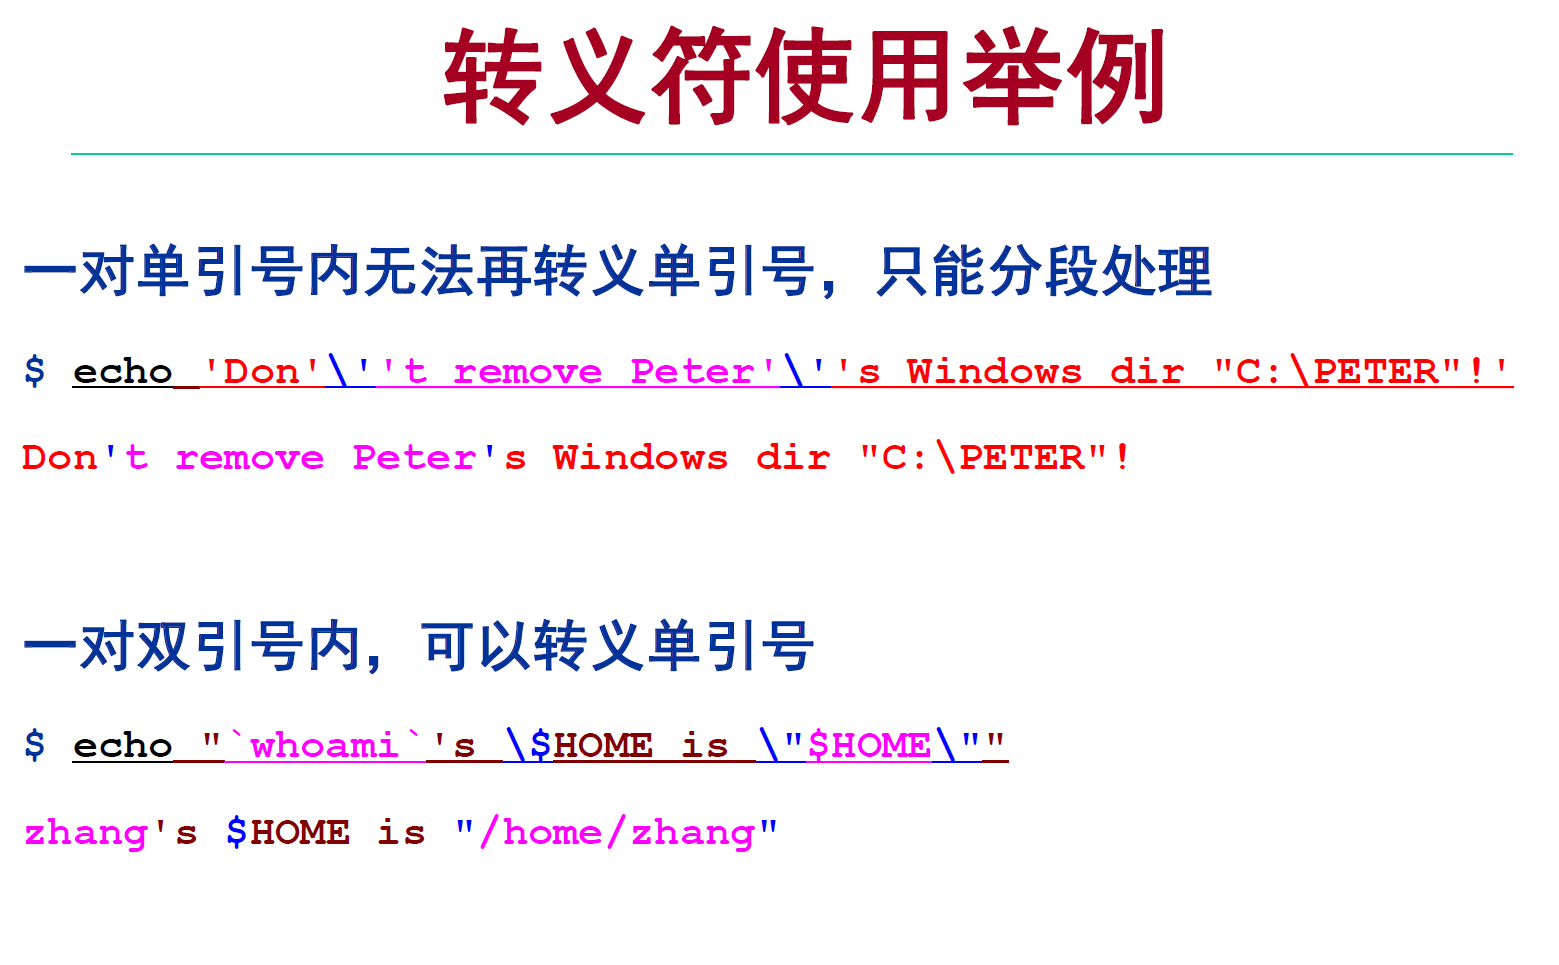 转义符使用举例
一对单引号内无法再转义单引号，只能分段处理
$ echo 'Don'\''t remove Peter'\''s Windows dir "C:\PETER"!'
Don't remove Peter's Windows dir "C:\PETER"!
一对双引号内，可以转义单引号
$ echo "`whoami`'s \$HOME is \"$HOME\""
zhang's $HOME is "/home/zhang"